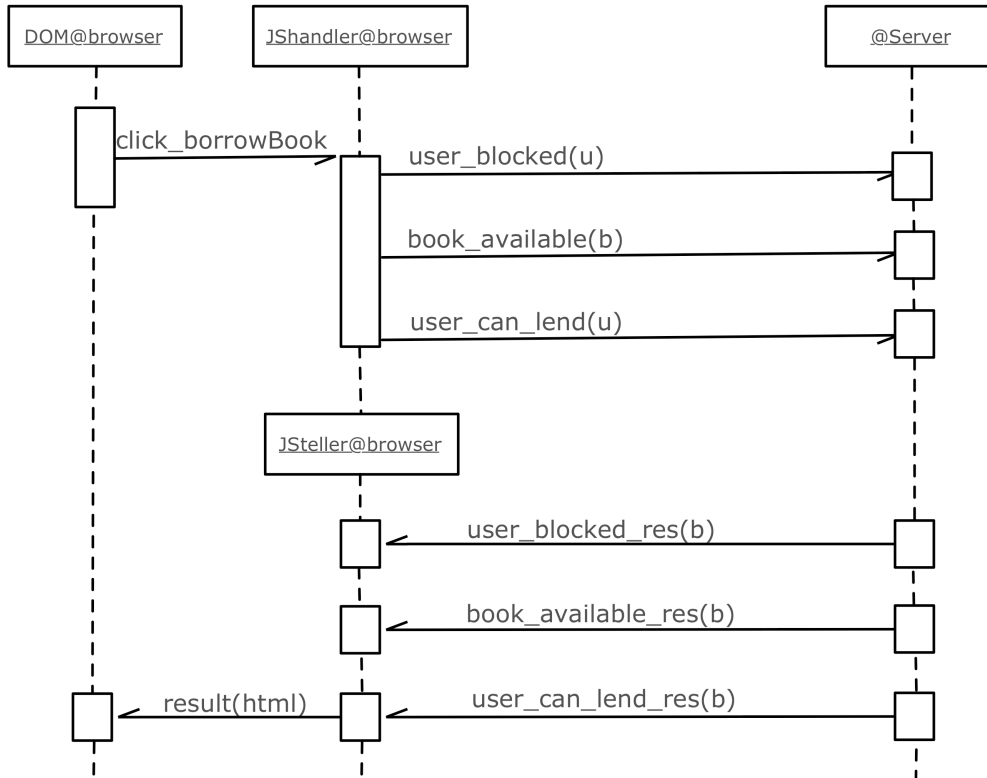 DOM@browser
JShandler@browser
@Server
click_borrowBook
user_blocked(u)
book_available(b)
user_can_lend(u)
JSteller@browser
user_blocked_res(b)
book_available_res(b)
result(html)
user_can_lend_res(b)